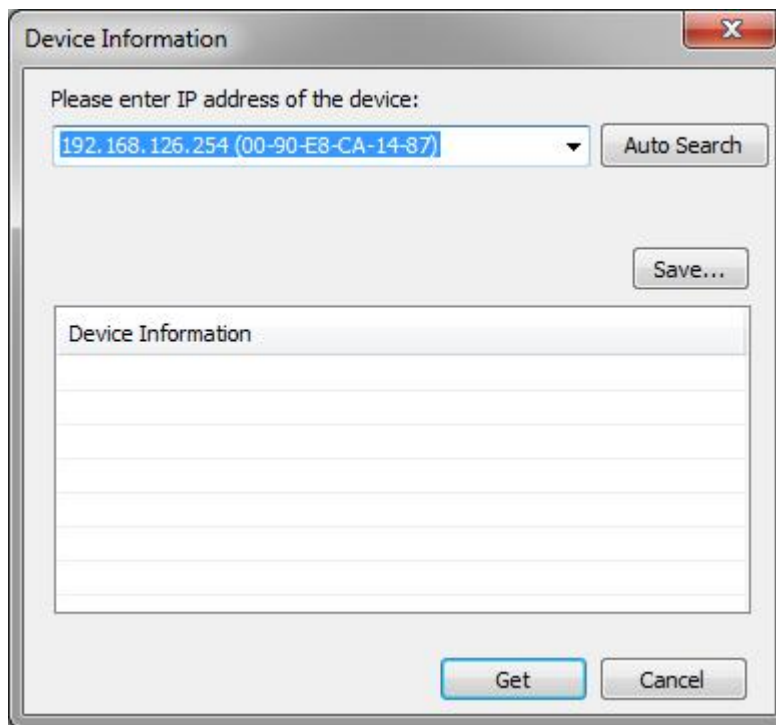 Device Information
Please enter IP address of the device:
192.168.126.254 (00-90-E8-CA-14-87)
Auto Search
Save...
Device Information
Get
Cancel